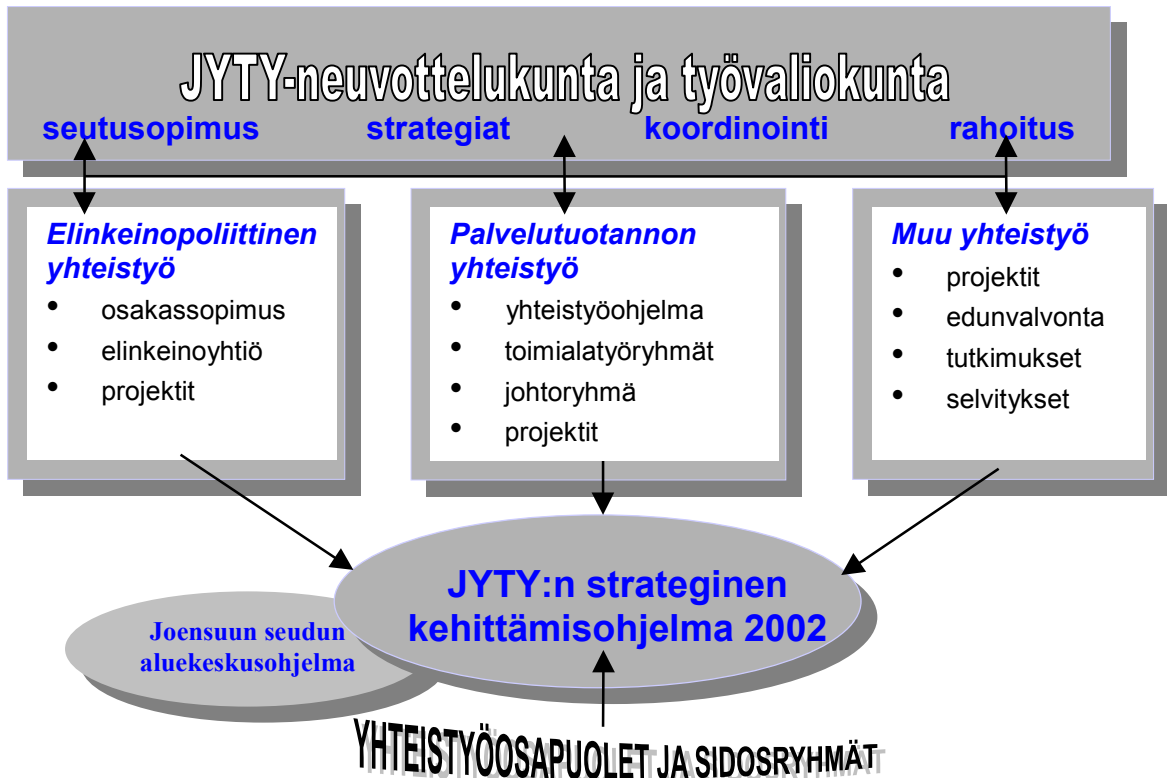 JYTY-neuvottelukunta ja työvaliokunta
seutusopimus strategiat koordinointi rahoitus
Elinkeinopoliittinen
yhteistyö
• osakassopimus
• elinkeinoyhtiö
• projektit
Palvelutuotannon
yhteistyö
• yhteistyöohjelma
• toimialatyöryhmät
• johtoryhmä
• projektit
Muu yhteistyö
• projektit
• edunvalvonta
• tutkimukset
• selvitykset
JYTY:n strateginen
kehittämisohjelma 2002
Joensuun seudun
aluekeskusohjelma
YHTEISTYÖOSAPUOLET JA SIDOSRYHMÄT